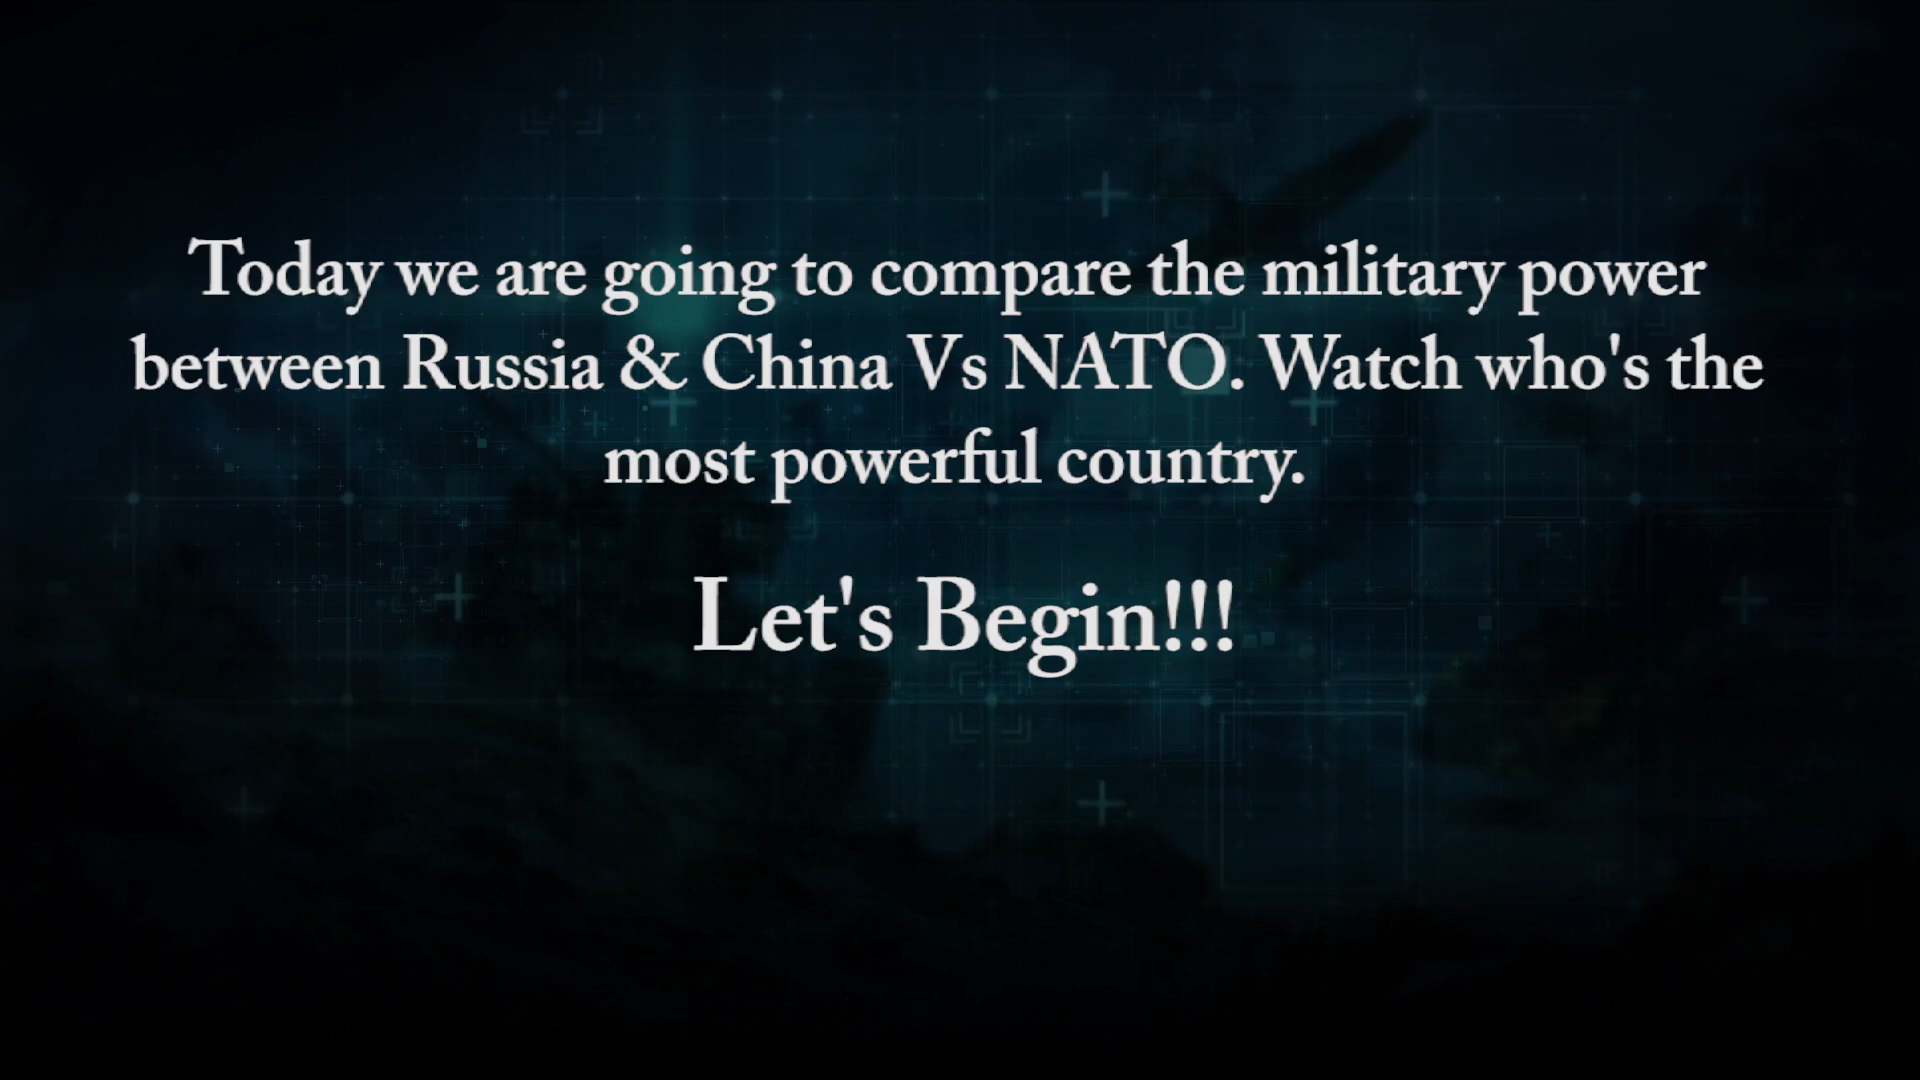 Today we are going to compare the military power
between Russia & China Vs NATO. Watch who's the
most powerful country.
Let's Begin!!!